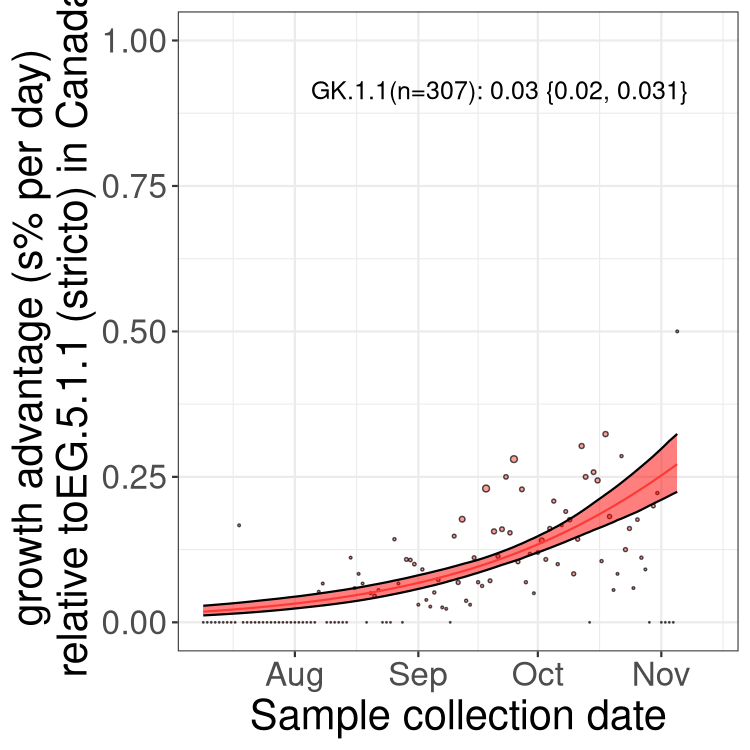 growth advantage (s% per day)
relative toEG.5.1.1 (stricto) in Canada
1.00
0.75
0.50
0.25
0.00
GK.1.1(n=307): 0.03 {0.02, 0.031}
Aug Sep Oct Nov
Sample collection date